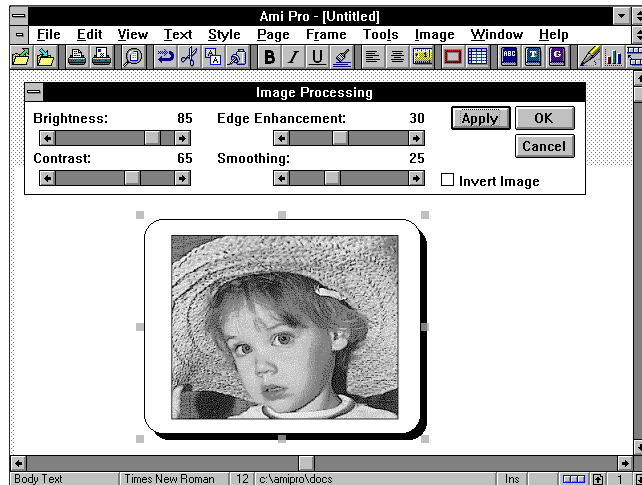 Ami Pro - [Untitled]
File Edit View Text Style Page Frame Tools Image Window Help
B I U ABC T G
Image Processing
Brightness: 85 Edge Enhancement: 30 Apply OK
Cancel
Contrast: 65 Smoothing: 25
Invert Image
Body Text Times New Roman 12 c:\amipro\docs Ins 1